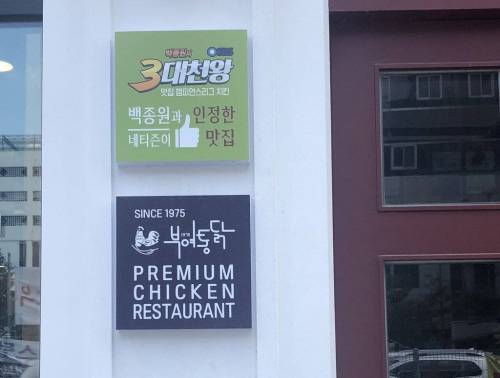 백종원의 SBS
3대천왕
맛집 챔피언스리그 치킨
백종원과 인정한
네티즌이 맛집
SINCE 1975
부여통닭
PREMIUM
CHICKEN
RESTAURANT